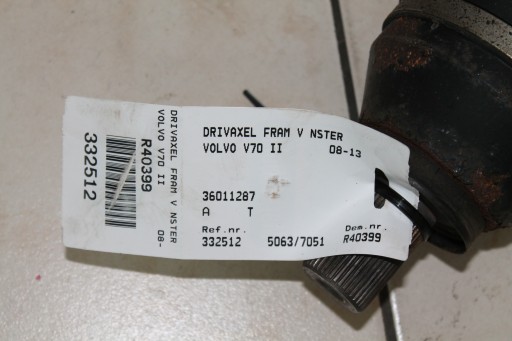 DRIVAXEL FRAM V NSTER
VOLVO V70 II 08-13
36011287
A T
Ref.nr. Dem.nr.
332512 5063/7051 R40399
DRIVAXEL FRAM V NSTER
VOLVO V70 II 08-
R40399
332512